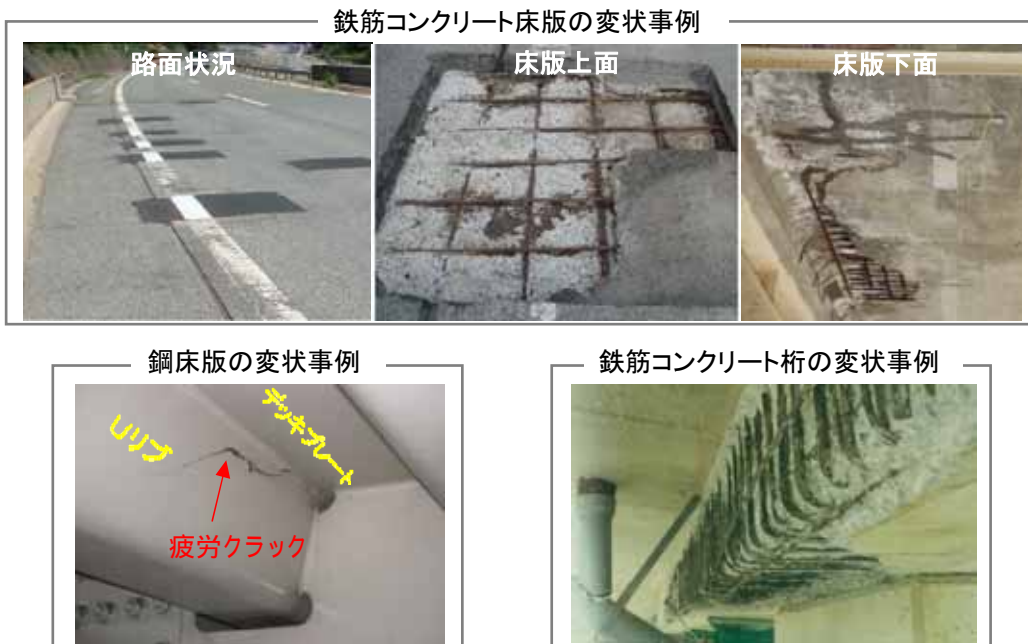 鉄筋コンクリート床版の変状事例
路面状況
床版上面
床版下面
鋼床版の変状事例
Uリブ
デッキプレート
疲労クラック
鉄筋コンクリート桁の変状事例